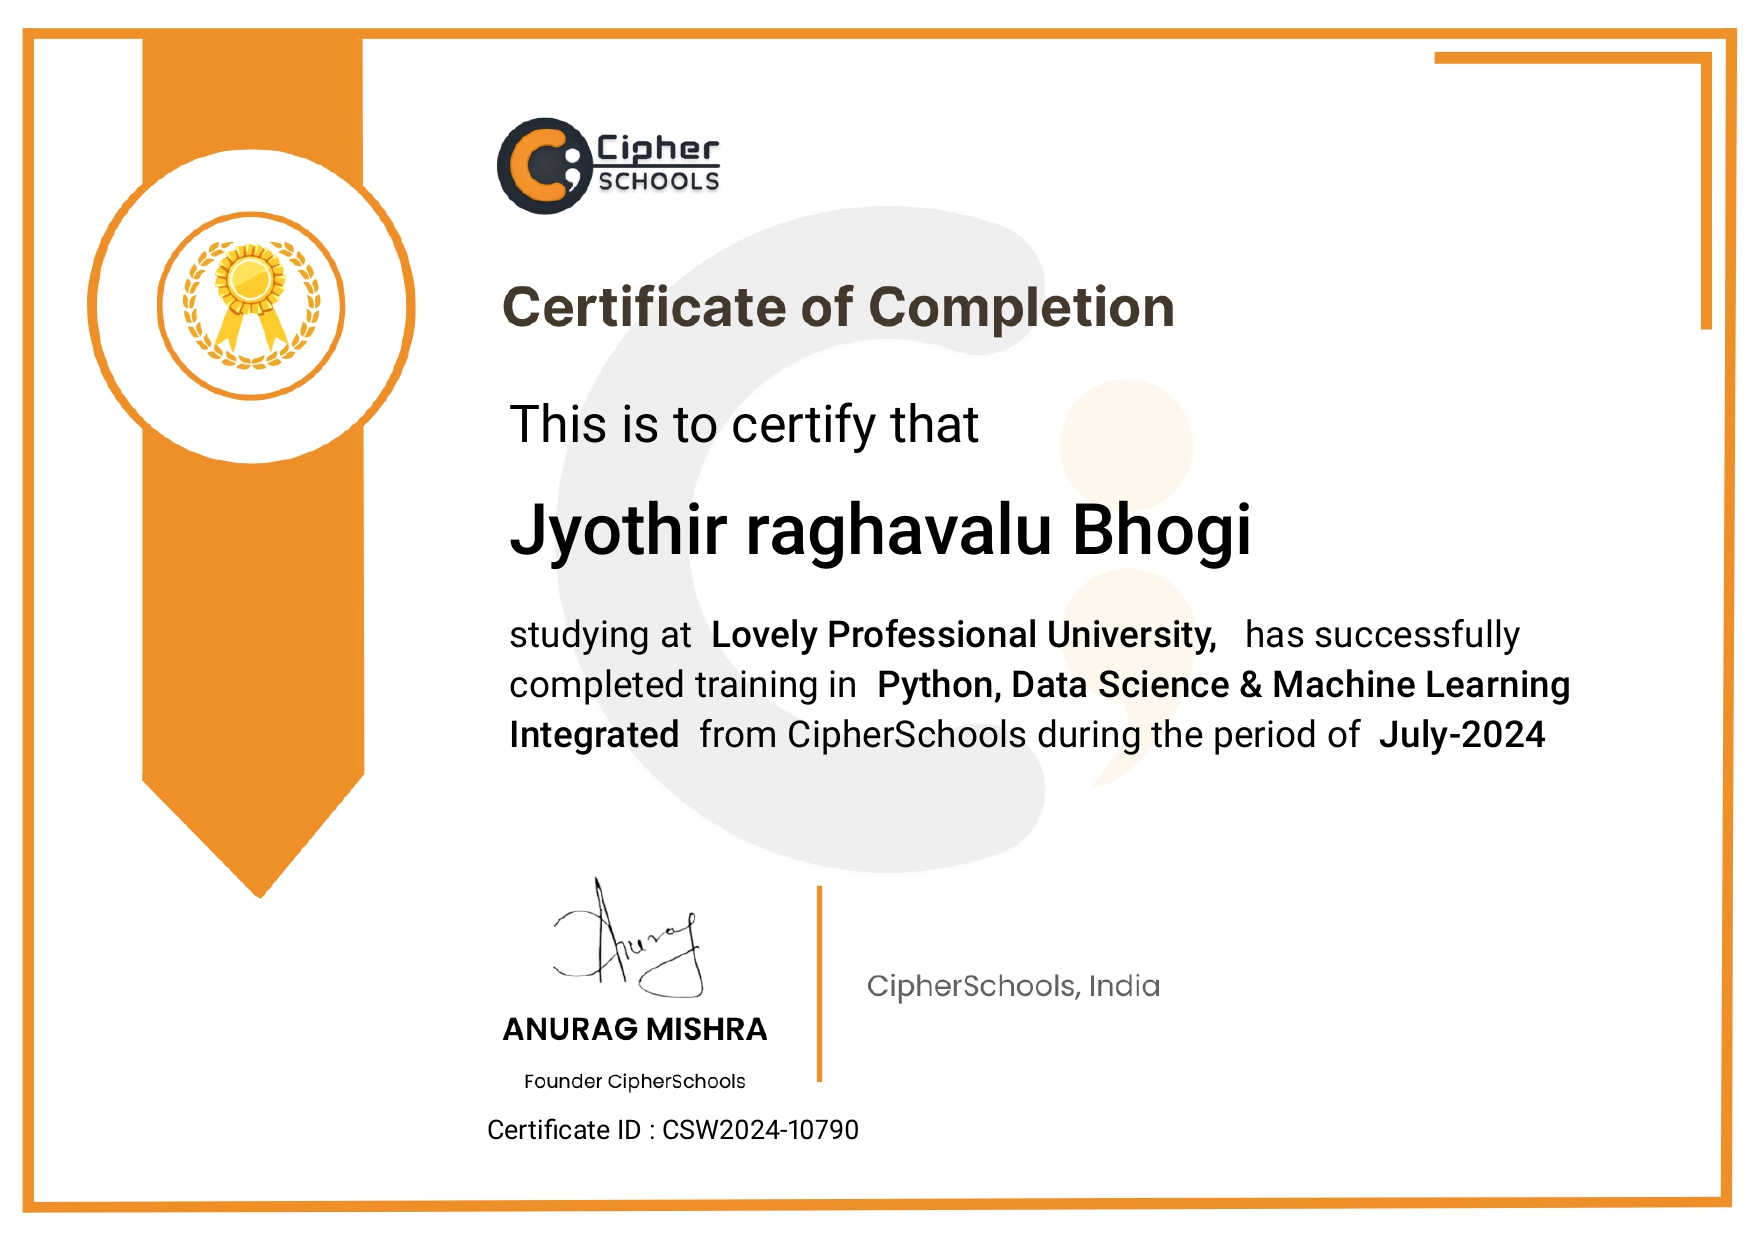 Cipher
SCHOOLS
Certificate of Completion
This is to certify that
Jyothir raghavalu Bhogi
studying at Lovely Professional University, has successfully
completed training in Python, Data Science & Machine Learning
Integrated from CipherSchools during the period of July-2024
Anurag
ANURAG MISHRA
Founder CipherSchools
CipherSchools, India
Certificate ID : CSW2024-10790